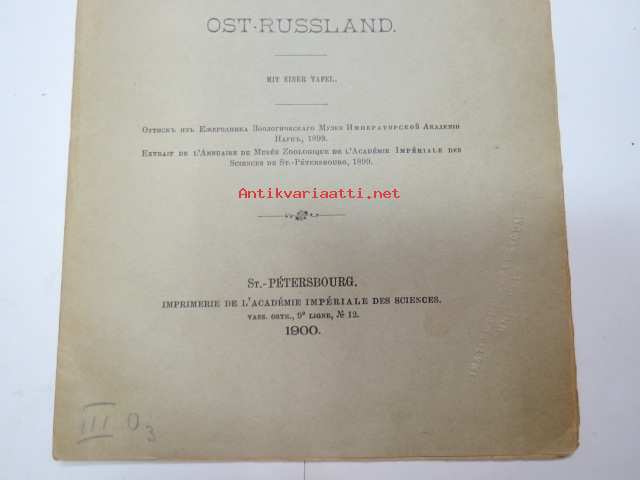 OST-RUSSLAND.
MIT EINER TAFEL.
Оттискъ изъ Ежегодника Зоологическаго Музея Императорской Академіи
Наукъ, 1899.
Extrait de l'Annuaire du Musée Zoologique de l'Académie Impériale des
Sciences de St.-Pétersbourg, 1899.
Antikvariaatti.net
St.-PÉTERSBOURG.
IMPRIMERIE DE L'ACADÉMIE IMPÉRIALE DES SCIENCES.
Vass. Ostr., 9e ligne, № 12.
1900.
III O3